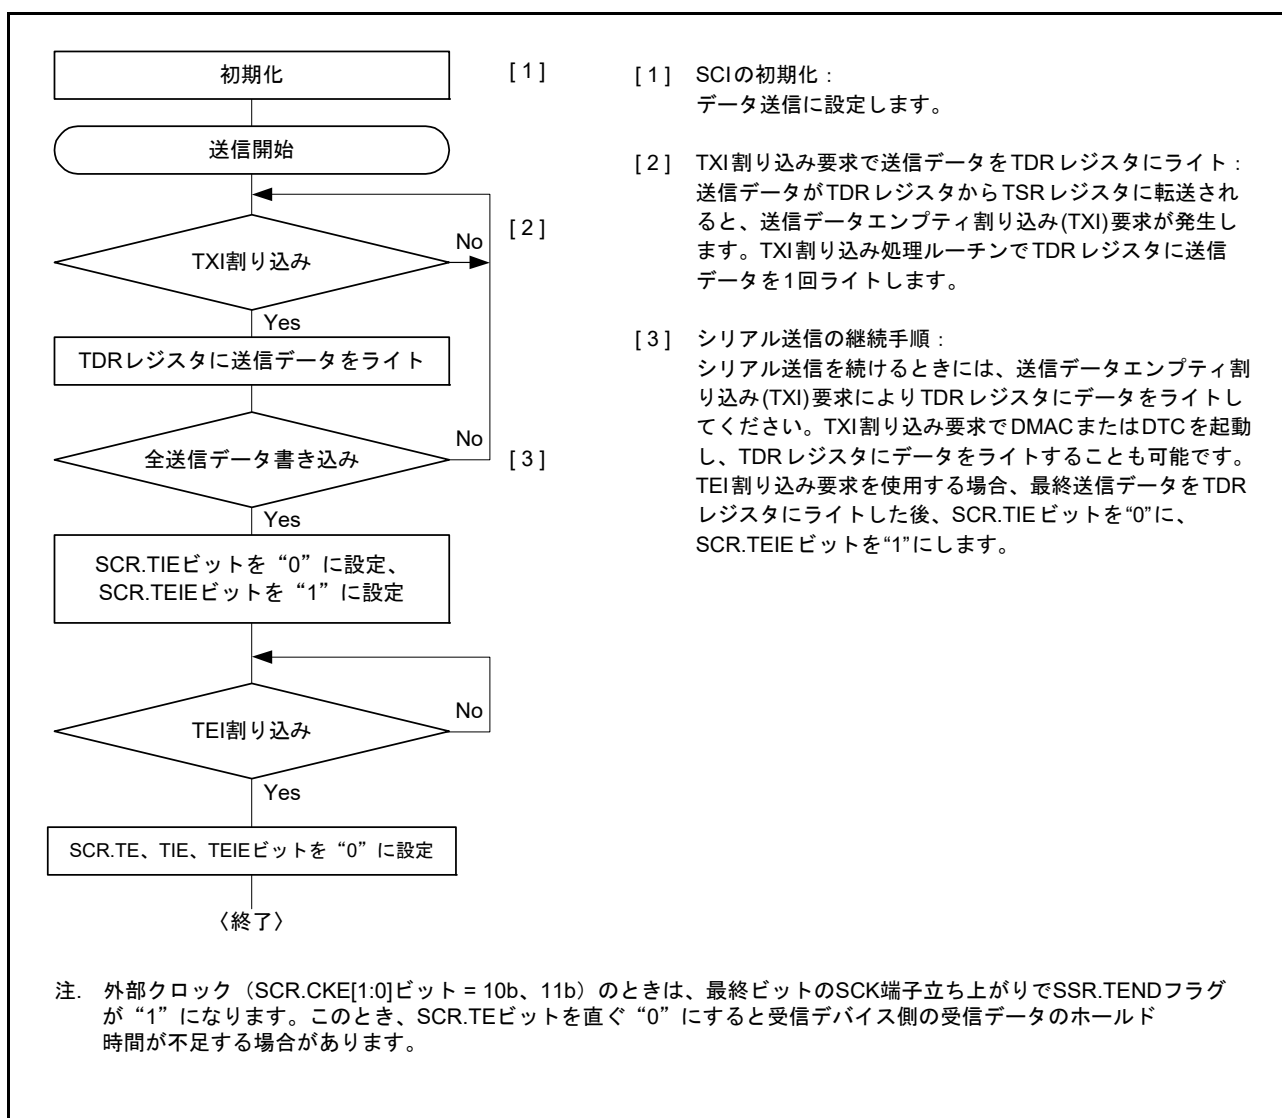 初期化
[ 1 ]
送信開始
[ 2 ]
No
TXI割り込み
Yes
TDRレジスタに送信データをライト
No
全送信データ書き込み
[ 3 ]
Yes
SCR.TIEビットを“0”に設定、
SCR.TEIEビットを“1”に設定
No
TEI割り込み
Yes
SCR.TE、TIE、TEIEビットを“0”に設定
〈終了〉
[ 1 ] SCIの初期化：
データ送信に設定します。
[ 2 ] TXI割り込み要求で送信データをTDRレジスタにライト：
送信データがTDRレジスタからTSRレジスタに転送され
ると、送信データエンプティ割り込み(TXI)要求が発生し
ます。TXI割り込み処理ルーチンでTDRレジスタに送信
データを1回ライトします。
[ 3 ] シリアル送信の継続手順：
シリアル送信を続けるときには、送信データエンプティ割
り込み(TXI)要求によりTDRレジスタにデータをライトし
てください。TXI割り込み要求でDMACまたはDTCを起動
し、TDRレジスタにデータをライトすることも可能です。
TEI割り込み要求を使用する場合、最終送信データをTDR
レジスタにライトした後、SCR.TIEビットを“0”に、
SCR.TEIEビットを“1”にします。
注. 外部クロック（SCR.CKE[1:0]ビット = 10b、11b）のときは、最終ビットのSCK端子立ち上がりでSSR.TENDフラグ
が“1”になります。このとき、SCR.TEビットを直ぐ“0”にすると受信デバイス側の受信データのホールド
時間が不足する場合があります。